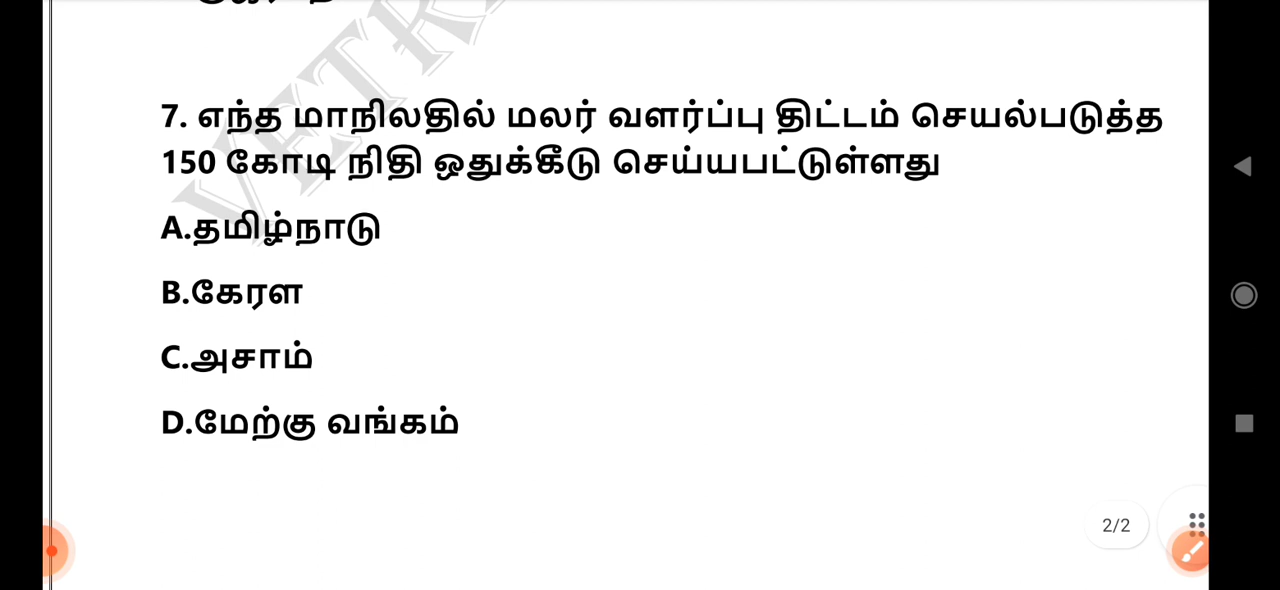 7. எந்த மாநிலதில் மலர் வளர்ப்பு திட்டம் செயல்படுத்த
150 கோடி நிதி ஒதுக்கீடு செய்யபட்டுள்ளது
A.தமிழ்நாடு
B.கேரள
C.அசாம்
D.மேற்கு வங்கம்
2/2